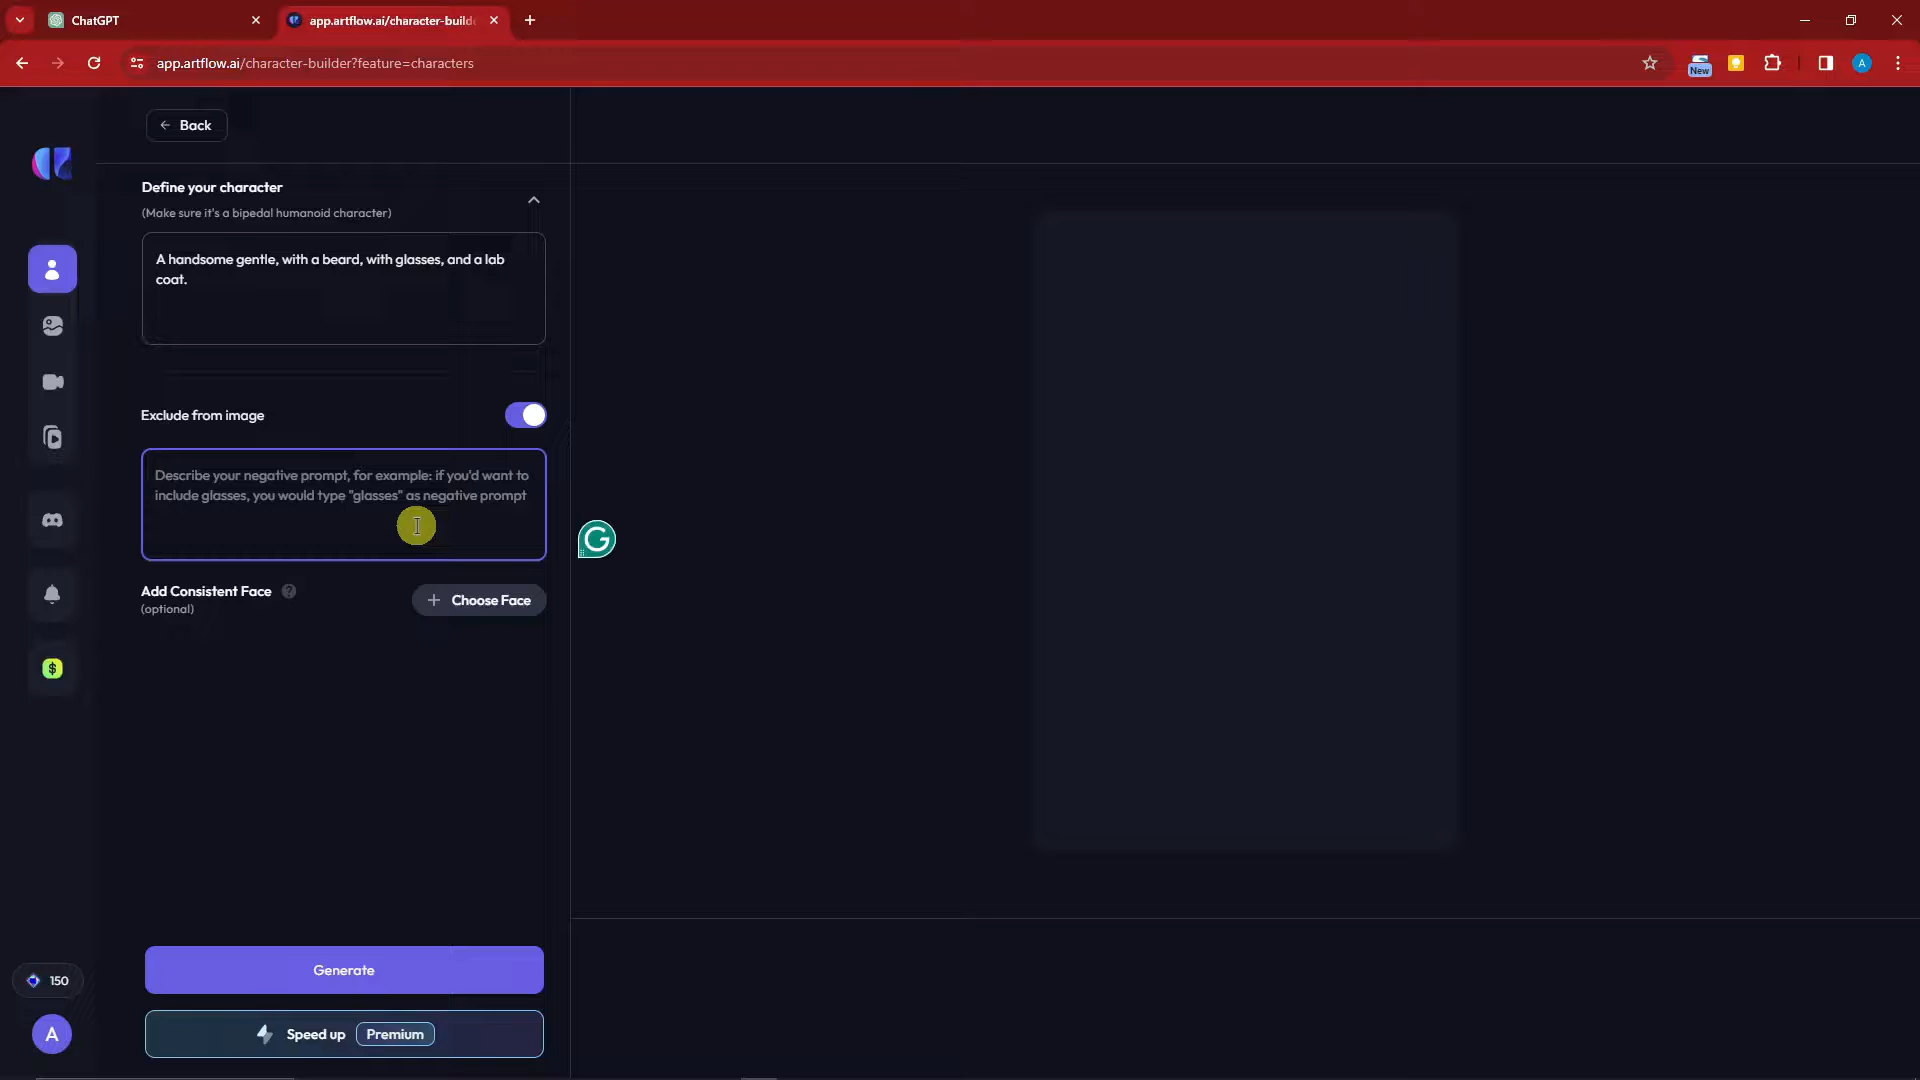 ChatGPT
app.artflow.ai/character-build
app.artflow.ai/character-builder?feature=characters
New
A
Back
Define your character
(Make sure it's a bipedal humanoid character)
A handsome gentle, with a beard, with glasses, and a lab
coat.
Exclude from image
Describe your negative prompt, for example: if you'd want to
include glasses, you would type "glasses" as negative prompt
G
Add Consistent Face ?
(optional)
Choose Face
$
Generate
150
Speed up Premium
A